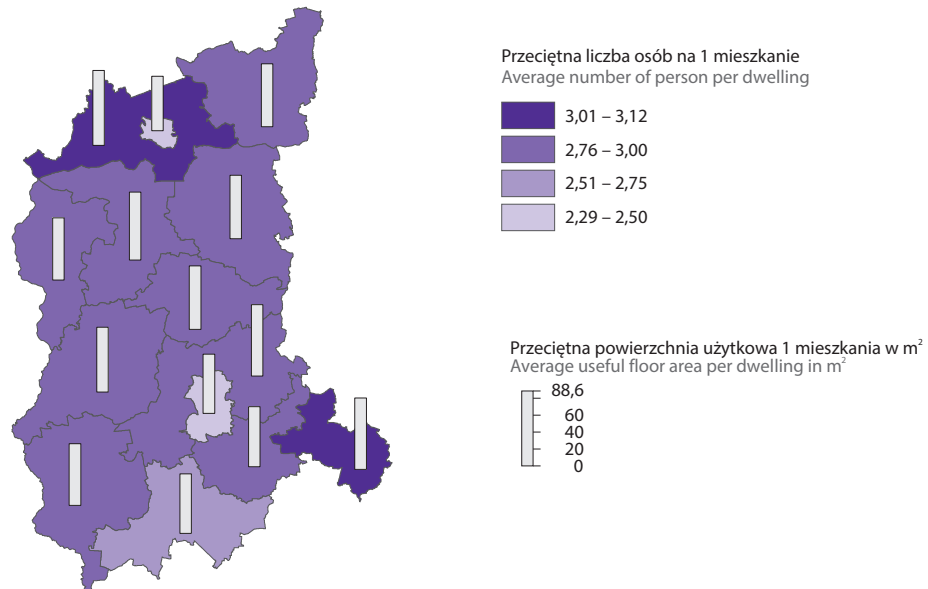 Przeciętna liczba osób na 1 mieszkanie
Average number of person per dwelling
3,01 – 3,12
2,76 – 3,00
2,51 – 2,75
2,29 – 2,50
Przeciętna powierzchnia użytkowa 1 mieszkania w m²
Average useful floor area per dwelling in m²
88,6
60
40
20
0